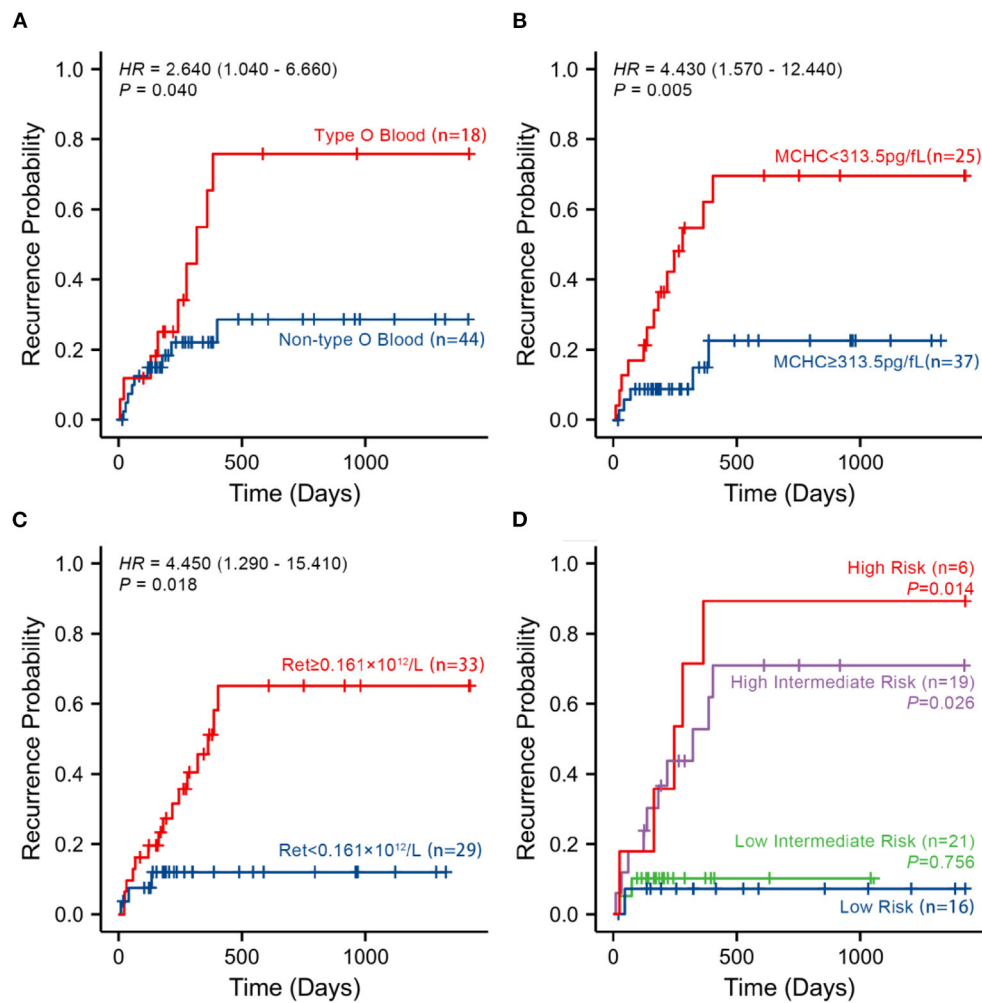 A
HR = 2.640 (1.040 - 6.660)
P = 0.040
1.0
0.8
0.6
0.4
0.2
0.0
Recurrence Probability
Type O Blood (n=18)
Non-type O Blood (n=44)
0
500
1000
Time (Days)
B
HR = 4.430 (1.570 - 12.440)
P = 0.005
1.0
0.8
0.6
0.4
0.2
0.0
Recurrence Probability
MCHC<313.5pg/fL(n=25)
MCHC≥313.5pg/fL(n=37)
0
500
1000
Time (Days)
C
HR = 4.450 (1.290 - 15.410)
P = 0.018
1.0
0.8
0.6
0.4
0.2
0.0
Recurrence Probability
Ret≥0.161×10¹²/L (n=33)
Ret<0.161×10¹²/L (n=29)
0
500
1000
Time (Days)
D
1.0
0.8
0.6
0.4
0.2
0.0
Recurrence Probability
High Risk (n=6)
P=0.014
High Intermediate Risk (n=19)
P=0.026
Low Intermediate Risk (n=21)
P=0.756
Low Risk (n=16)
0
500
1000
Time (Days)